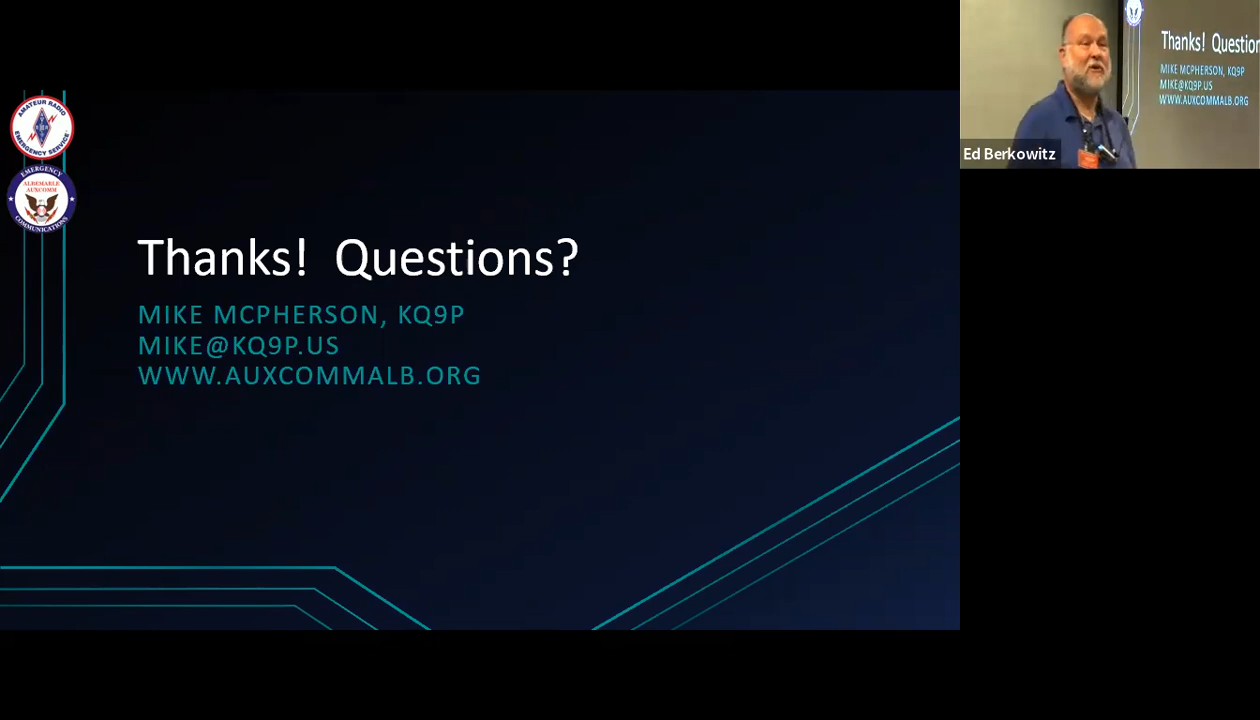 AMATEUR RADIO
EMERGENCY SERVICE
EMERGENCY
ALBEMARLE
AUXCOMM
COMMUNICATIONS
Thanks!  Questions?
MIKE MCPHERSON, KQ9P
MIKE@KQ9P.US
WWW.AUXCOMMALB.ORG
Thanks!  Question
MIKE MCPHERSON, KQ9P
MIKE@KQ9P.US
WWW.AUXCOMMALB.ORG
Ed Berkowitz